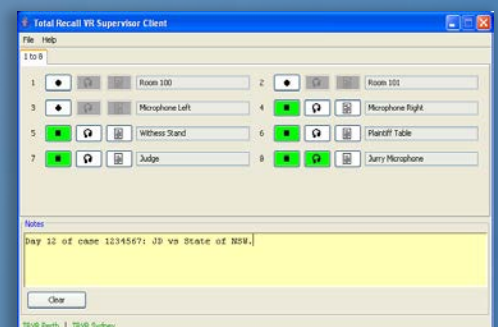 Total Recall VR Supervisor Client
File Help
1 to 8
1 Room 100 2 Room 101
3 Microphone Left 4 Microphone Right
5 Withess Stand 6 Plaintiff Table
7 Judge 8 Jurry Microphone
Notes
Day 12 of case 1234567: JD vs State of NSW.
Clear
TRVR Perth | TRVR Sydney